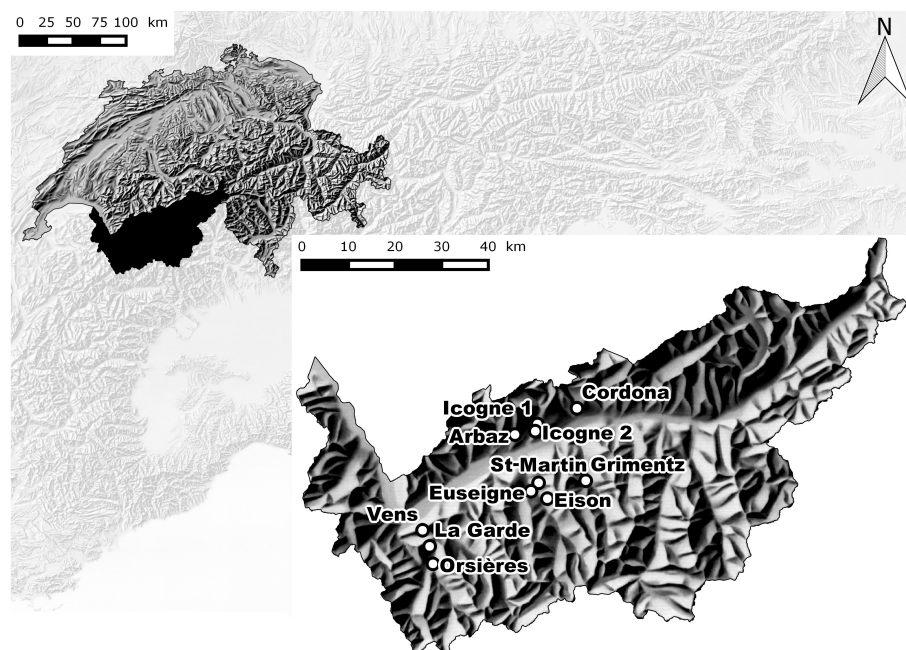 0 25 50 75 100 km
N
0 10 20 30 40 km
Cordona
Icogne 1
Arbaz
Icogne 2
St-Martin
Grimentz
Euseigne
Eison
Vens
La Garde
Orsières